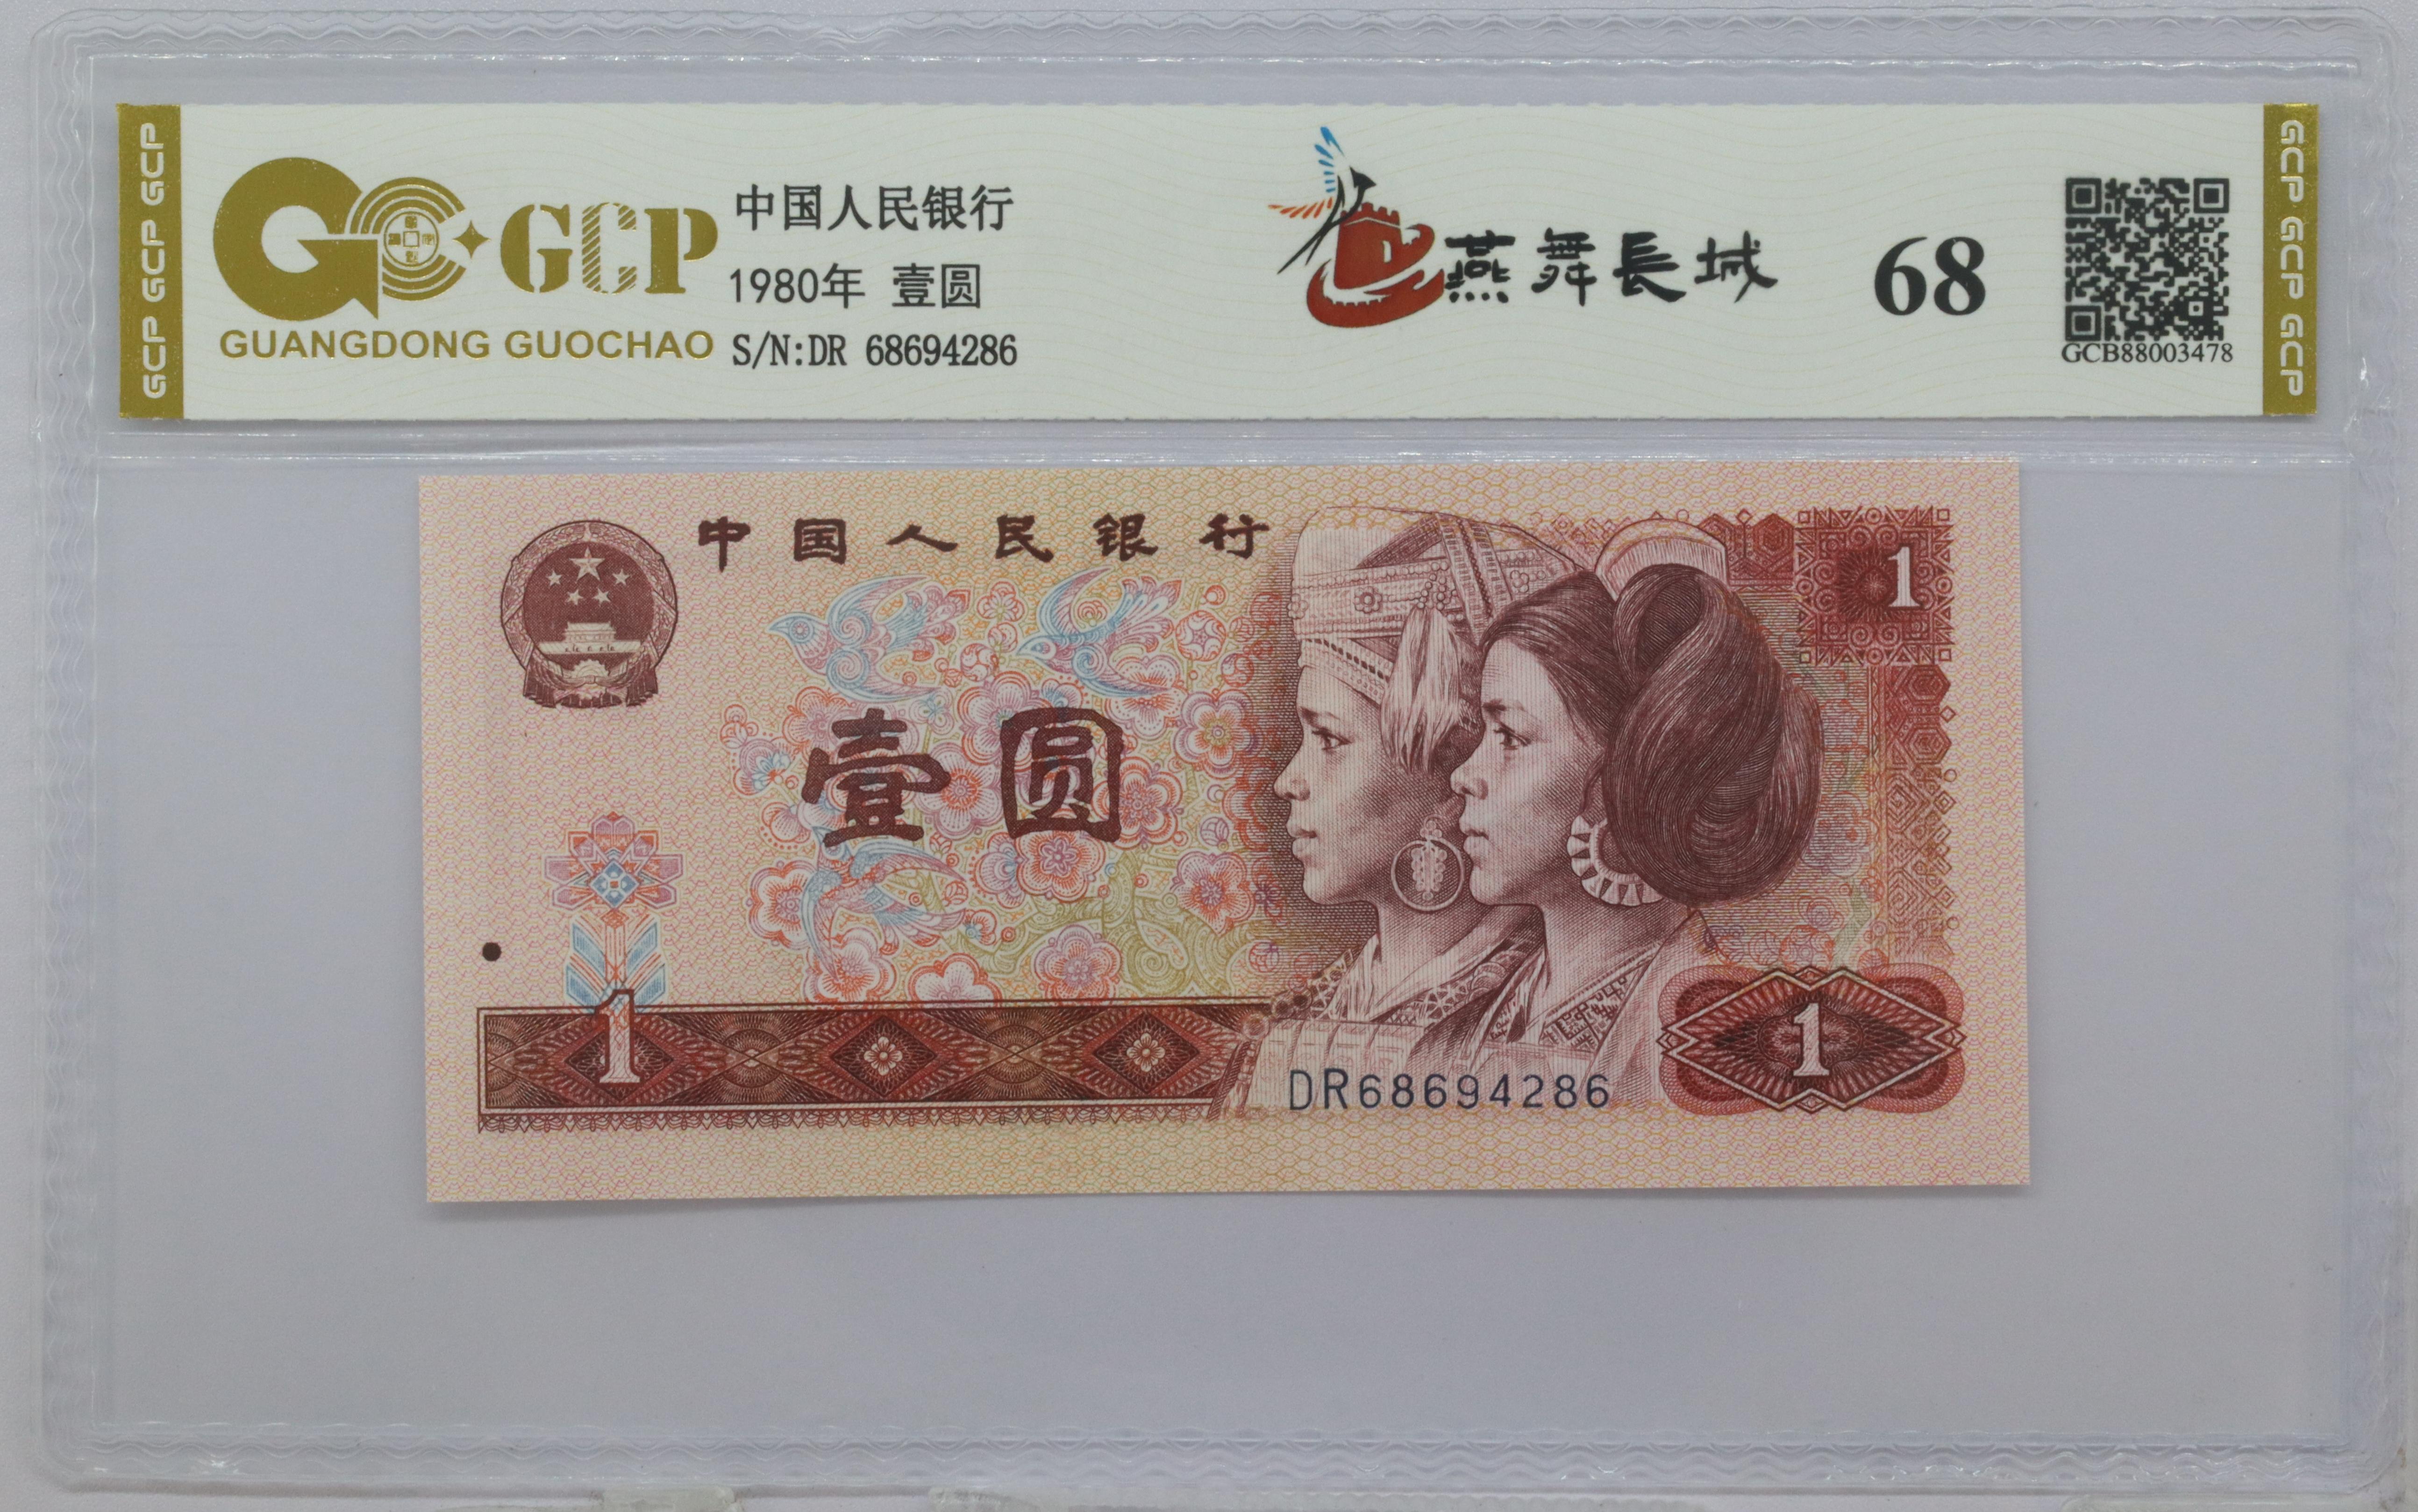 GCP GCP GCP
GCP
GUANGDONG GUOCHAO
中国人民银行
1980年 壹圆
S/N:DR 68694286
燕舞長城
68
GCB88003478
GCP GCP GCP
中国人民银行
1
壹圆
1
1
DR68694286